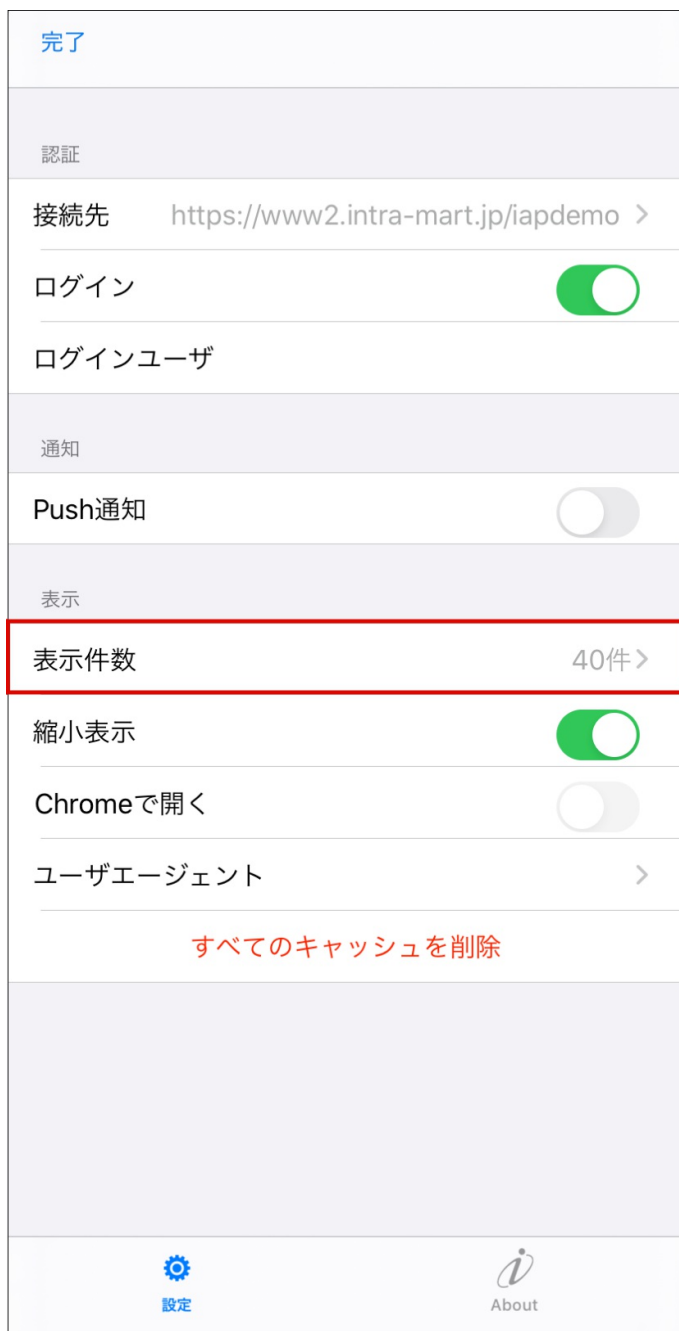 完了
認証
接続先 https://www2.intra-mart.jp/iapdemo
ログイン
ログインユーザ
通知
Push通知
表示
表示件数 40件
縮小表示
Chromeで開く
ユーザエージェント
すべてのキャッシュを削除
設定 About